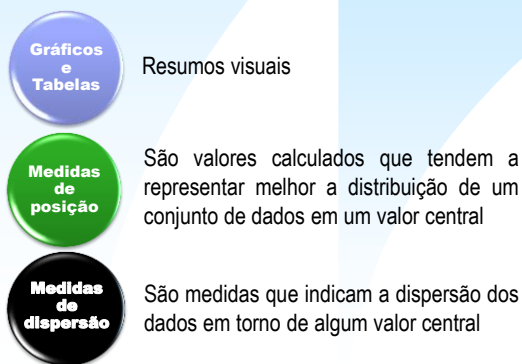 Gráficos
e
Tabelas
Resumos visuais
Medidas
de
posição
São valores calculados que tendem a
representar melhor a distribuição de um
conjunto de dados em um valor central
Medidas
de
dispersão
São medidas que indicam a dispersão dos
dados em torno de algum valor central